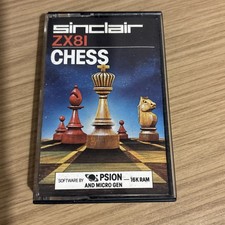 sinclair
ZX81
CHESS
SOFTWARE BY PSION 16K RAM
AND MICRO GEN